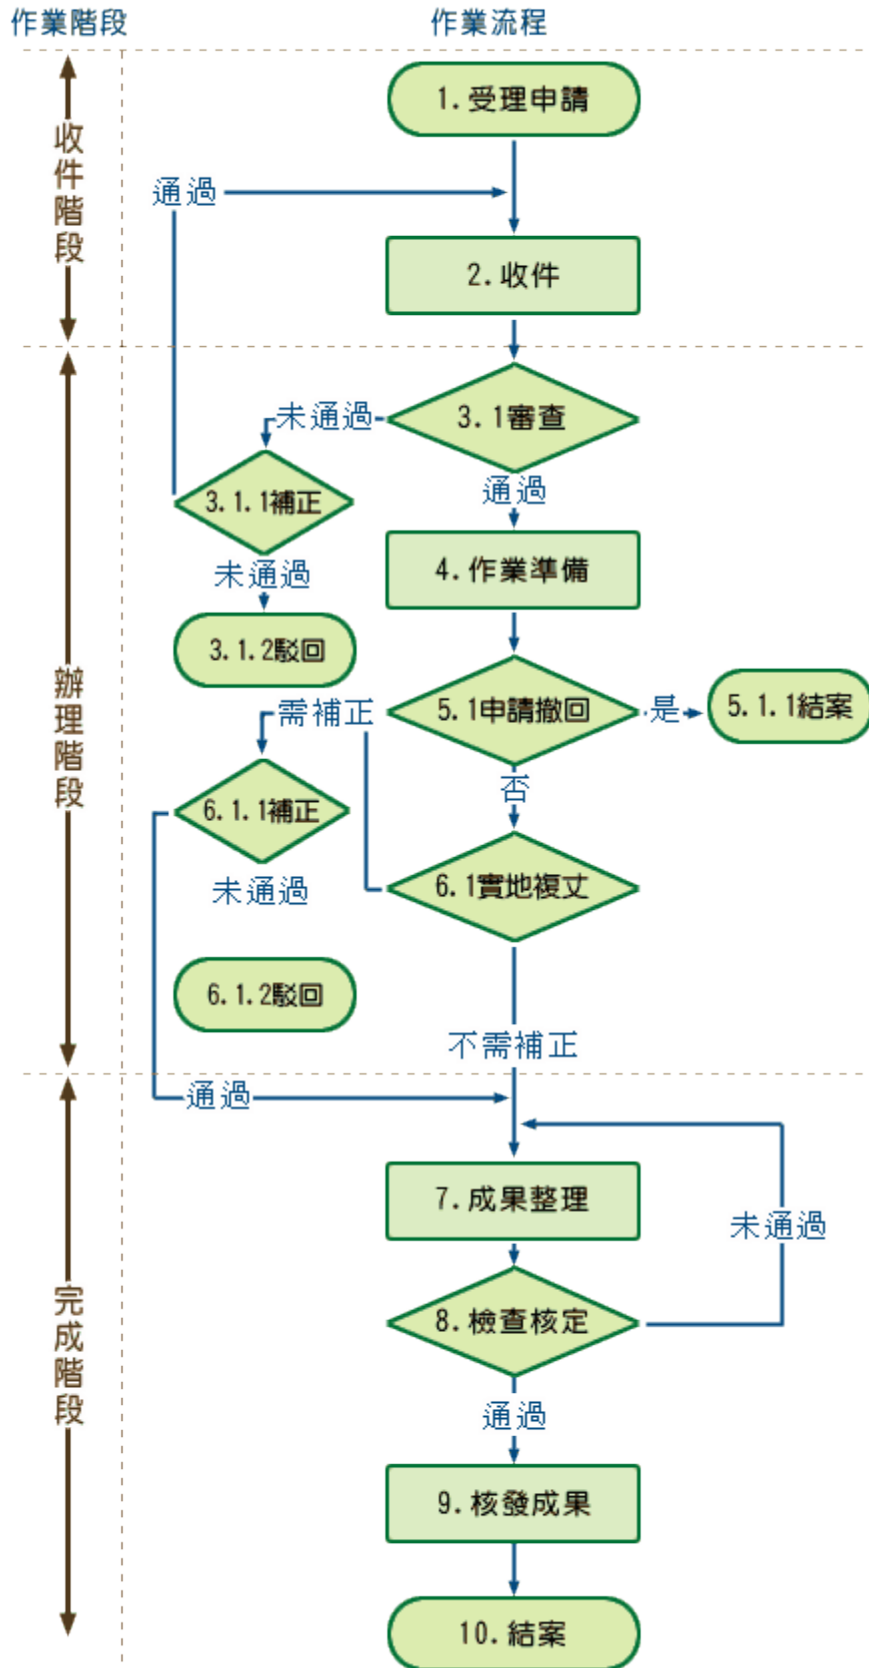 作業階段
作業流程
收件階段
1.受理申請
通過
2.收件
辦理階段
3.1審查
未通過
通過
3.1.1補正
未通過
3.1.2駁回
4.作業準備
5.1申請撤回
是
5.1.1結案
需補正
否
6.1.1補正
未通過
6.1實地複丈
6.1.2駁回
不需補正
完成階段
通過
7.成果整理
未通過
8.檢查核定
通過
9.核發成果
10.結案